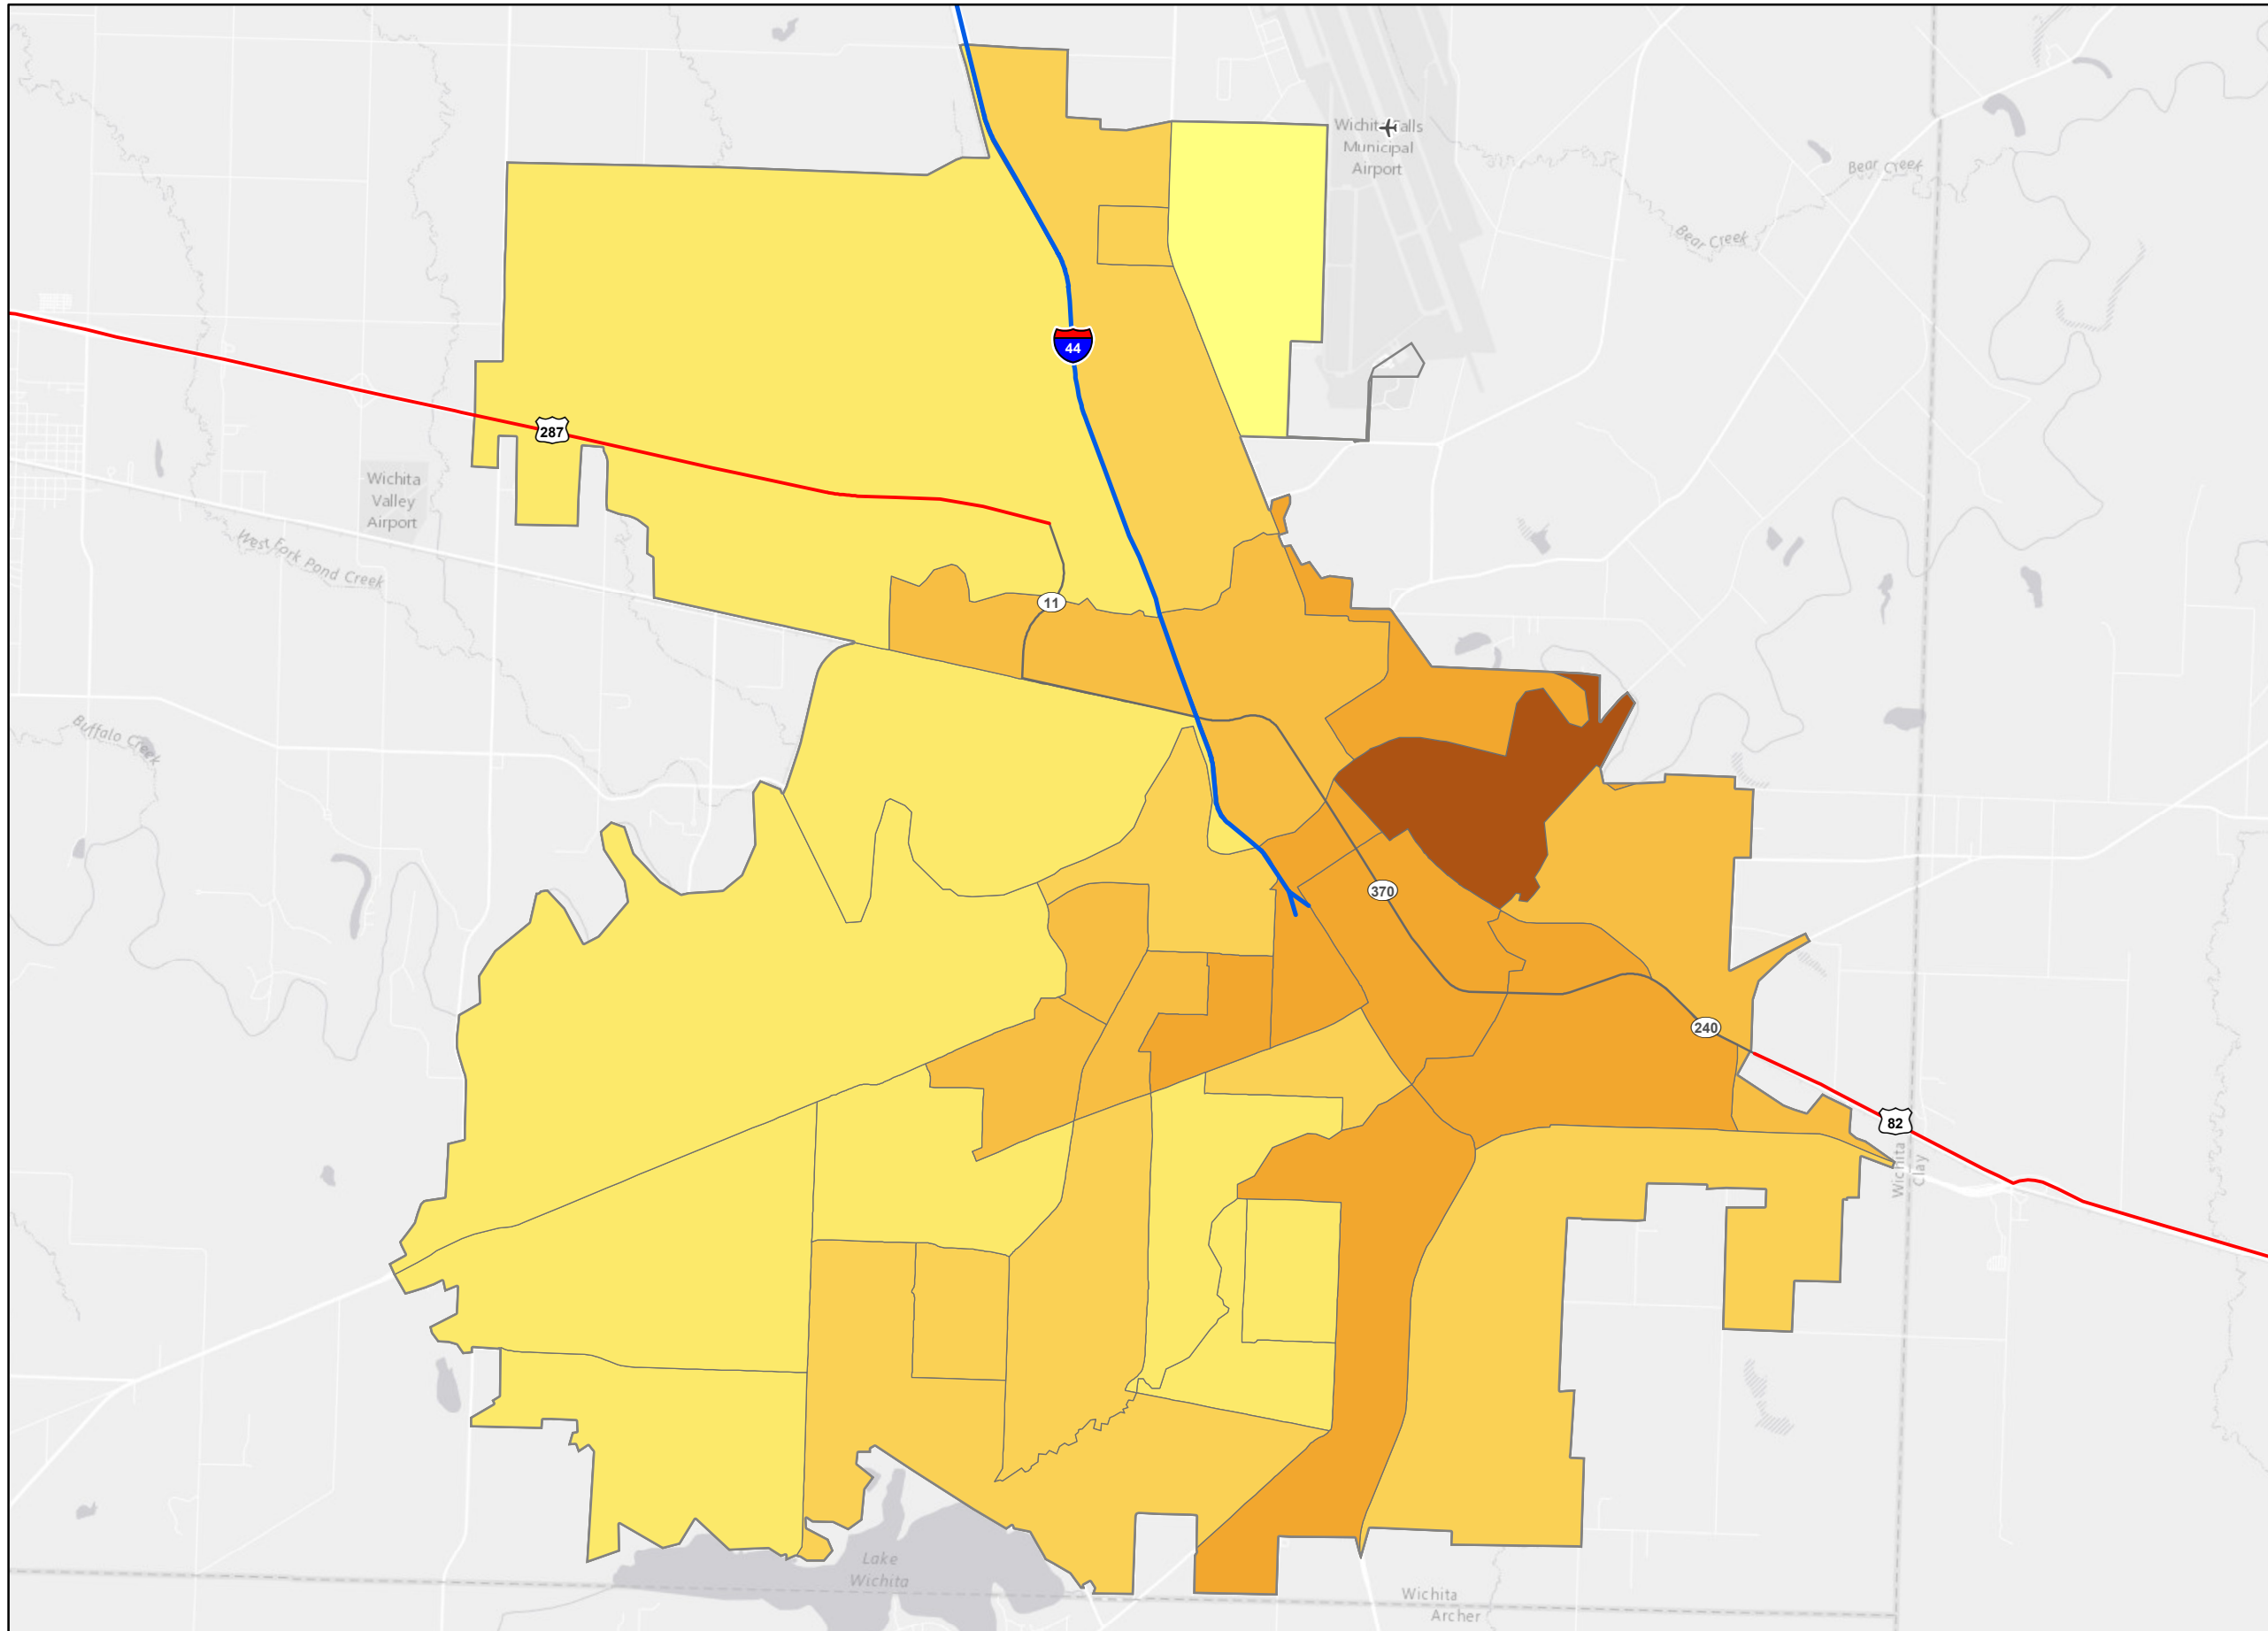 Wichita Falls
Municipal
Airport
Bear Creek
Bear Creek
44
287
Wichita
Valley
Airport
West Fork Pond Creek
11
Buffalo Creek
370
240
82
Wichita
Clay
Lake
Wichita
Wichita
Archer